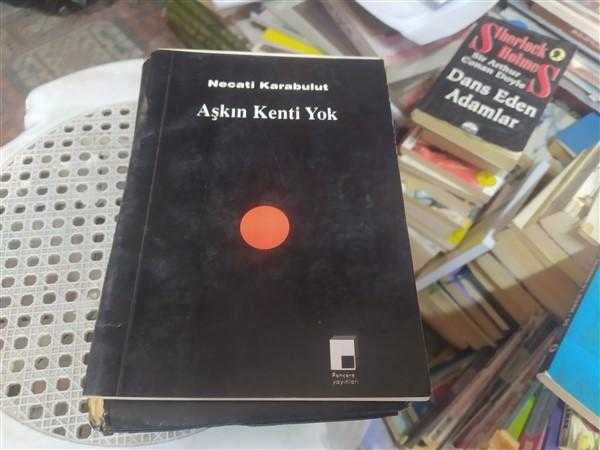 Necati Karabulut
Aşkın Kenti Yok
Pencere
yayınları
Sherlock
Holmes
Sir Arthur
Conan Doyle
Dans Eden
Adamlar